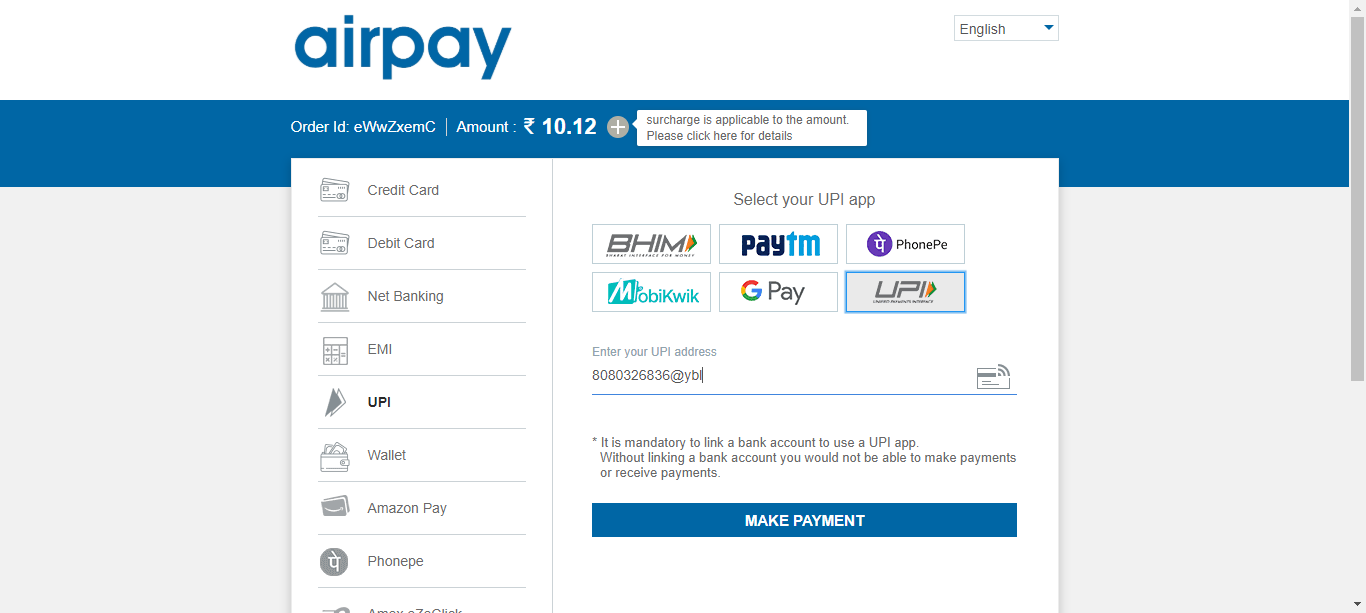 airpay
English
Order Id: eWwZxemC | Amount : ₹ 10.12
surcharge is applicable to the amount.
Please click here for details
Credit Card
Debit Card
Net Banking
EMI
UPI
Wallet
Amazon Pay
Phonepe
Amex eZeClick
Select your UPI app
BHIM
BHARAT INTERFACE FOR MONEY
paytm
PhonePe
MobiKwik
G Pay
UPI
UNIFIED PAYMENTS INTERFACE
Enter your UPI address
8080326836@ybl
* It is mandatory to link a bank account to use a UPI app.
Without linking a bank account you would not be able to make payments
or receive payments.
MAKE PAYMENT